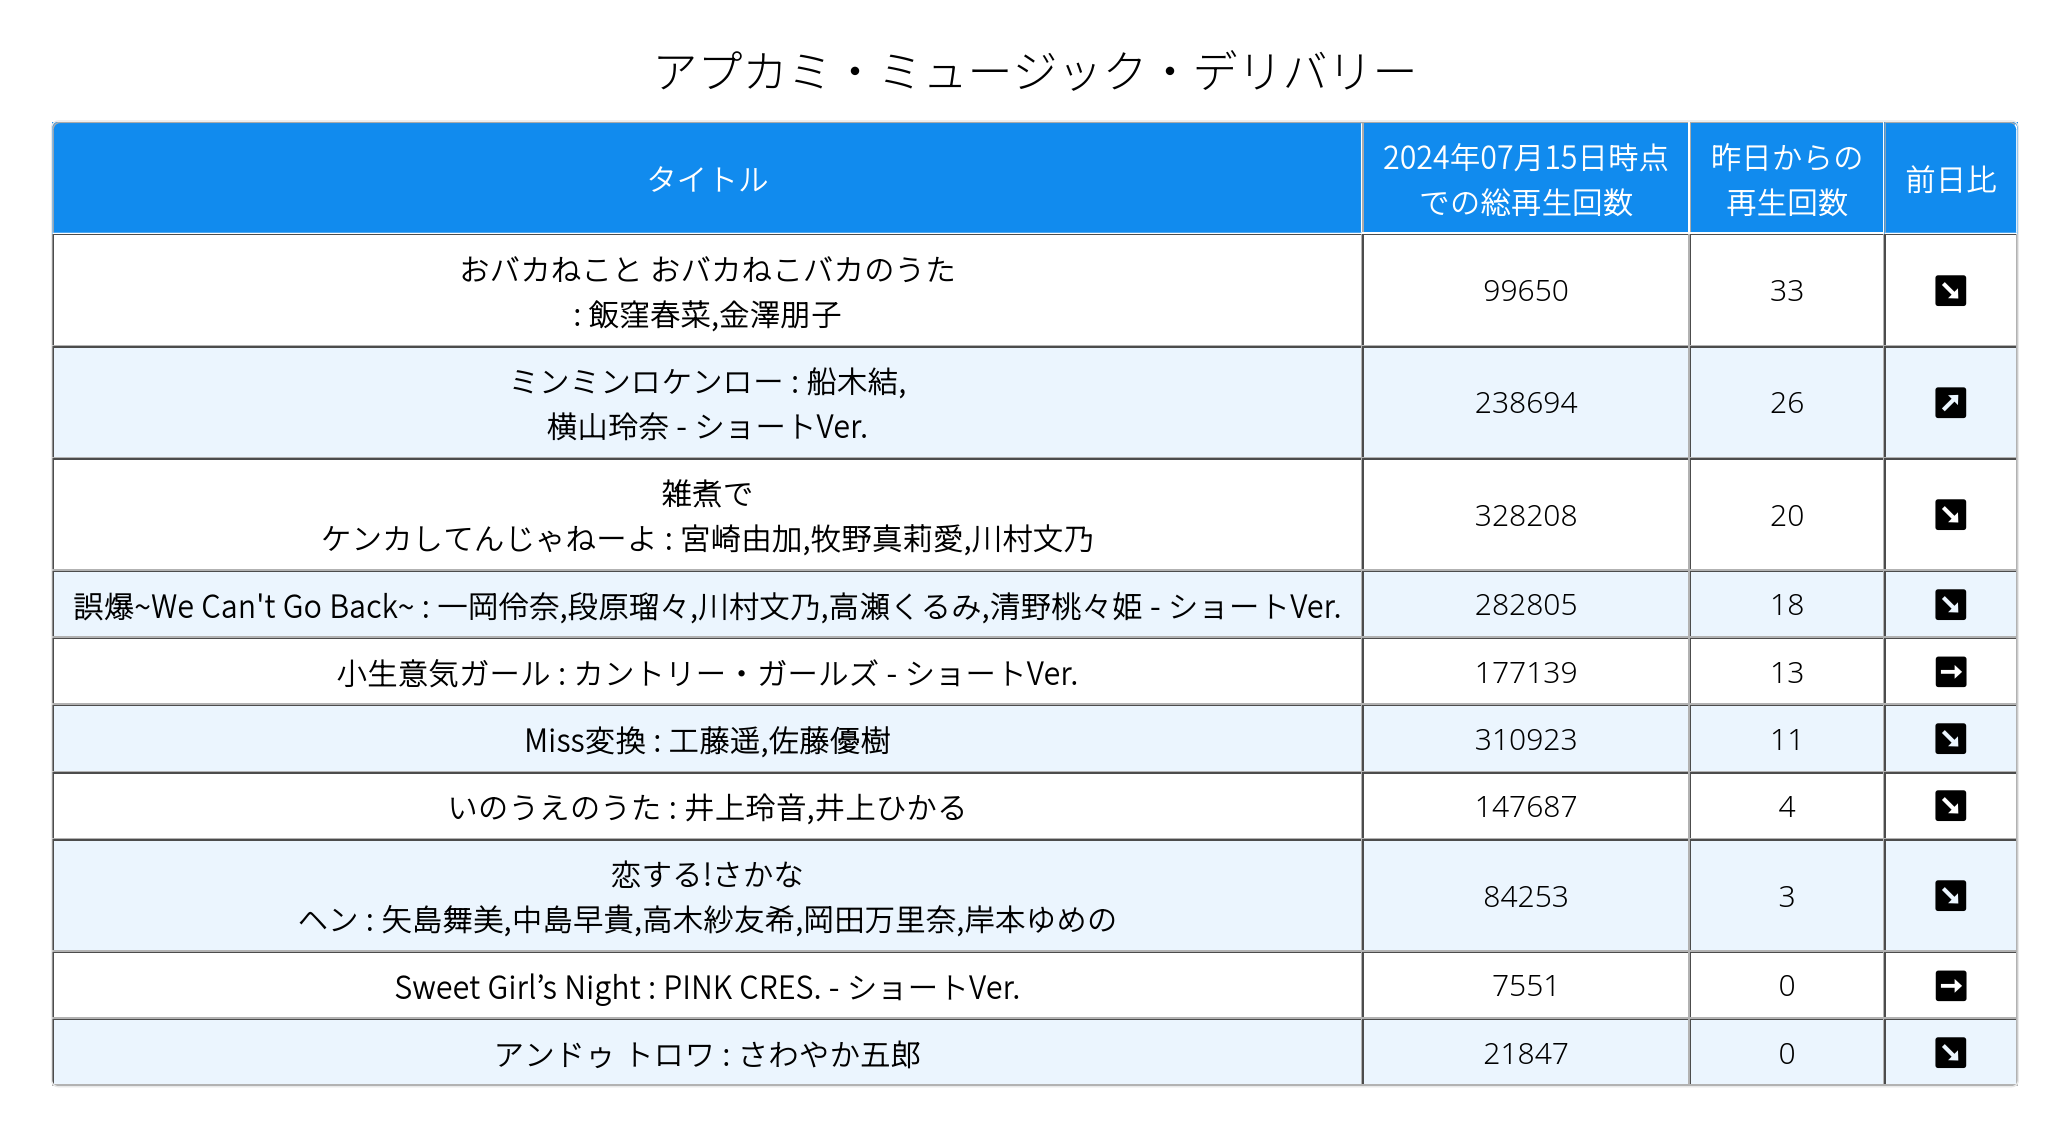 アプカミ・ミュージック・デリバリー
タイトル
2024年07月15日時点
での総再生回数
昨日からの
再生回数
前日比
おバカねこと おバカねこバカのうた
: 飯窪春菜,金澤朋子
99650
33
ミンミンロケンロー : 船木結,
横山玲奈 - ショートVer.
238694
26
雑煮で
ケンカしてんじゃねーよ : 宮崎由加,牧野真莉愛,川村文乃
328208
20
誤爆~We Can't Go Back~ : 一岡伶奈,段原瑠々,川村文乃,高瀬くるみ,清野桃々姫 - ショートVer.
282805
18
小生意気ガール : カントリー・ガールズ - ショートVer.
177139
13
Miss変換 : 工藤遥,佐藤優樹
310923
11
いのうえのうた : 井上玲音,井上ひかる
147687
4
恋する!さかな
ヘン : 矢島舞美,中島早貴,高木紗友希,岡田万里奈,岸本ゆめの
84253
3
Sweet Girl’s Night : PINK CRES. - ショートVer.
7551
0
アンドゥ トロワ : さわやか五郎
21847
0